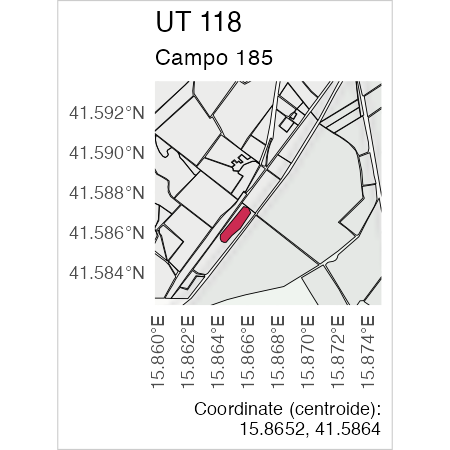 UT 118
Campo 185
41.592°N
41.590°N
41.588°N
41.586°N
41.584°N
15.860°E
15.862°E
15.864°E
15.866°E
15.868°E
15.870°E
15.872°E
15.874°E
Coordinate (centroide):
15.8652, 41.5864